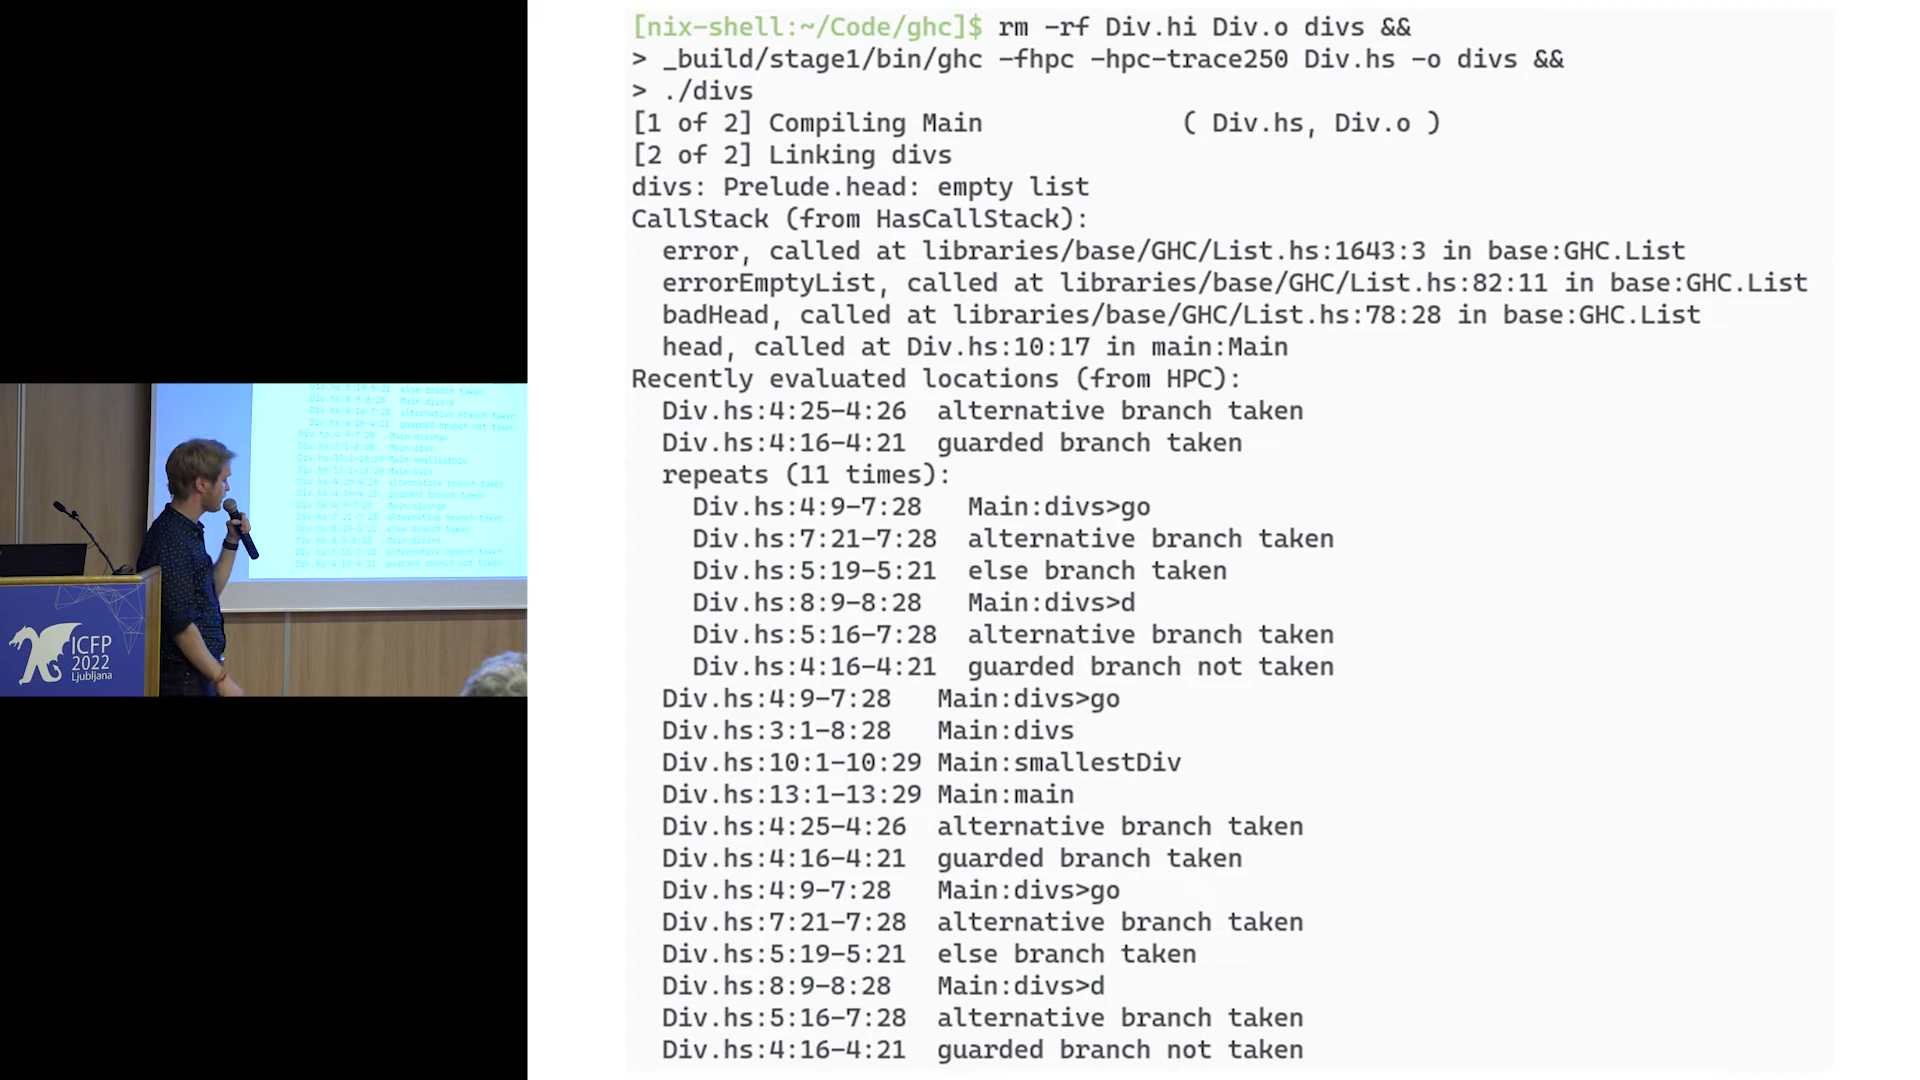 [nix-shell:~/Code/ghc]$ rm -rf Div.hi Div.o divs &&
> _build/stage1/bin/ghc -fhpc -hpc-trace250 Div.hs -o divs &&
> ./divs
[1 of 2] Compiling Main ( Div.hs, Div.o )
[2 of 2] Linking divs
divs: Prelude.head: empty list
CallStack (from HasCallStack):
error, called at libraries/base/GHC/List.hs:1643:3 in base:GHC.List
errorEmptyList, called at libraries/base/GHC/List.hs:82:11 in base:GHC.List
badHead, called at libraries/base/GHC/List.hs:78:28 in base:GHC.List
head, called at Div.hs:10:17 in main:Main
Recently evaluated locations (from HPC):
Div.hs:4:25-4:26 alternative branch taken
Div.hs:4:16-4:21 guarded branch taken
repeats (11 times):
Div.hs:4:9-7:28 Main:divs>go
Div.hs:7:21-7:28 alternative branch taken
Div.hs:5:19-5:21 else branch taken
Div.hs:8:9-8:28 Main:divs>d
Div.hs:5:16-7:28 alternative branch taken
Div.hs:4:16-4:21 guarded branch not taken
Div.hs:4:9-7:28 Main:divs>go
Div.hs:3:1-8:28 Main:divs
Div.hs:10:1-10:29 Main:smallestDiv
Div.hs:13:1-13:29 Main:main
Div.hs:4:25-4:26 alternative branch taken
Div.hs:4:16-4:21 guarded branch taken
Div.hs:4:9-7:28 Main:divs>go
Div.hs:7:21-7:28 alternative branch taken
Div.hs:5:19-5:21 else branch taken
Div.hs:8:9-8:28 Main:divs>d
Div.hs:5:16-7:28 alternative branch taken
Div.hs:4:16-4:21 guarded branch not taken
ICFP
2022
Ljubljana